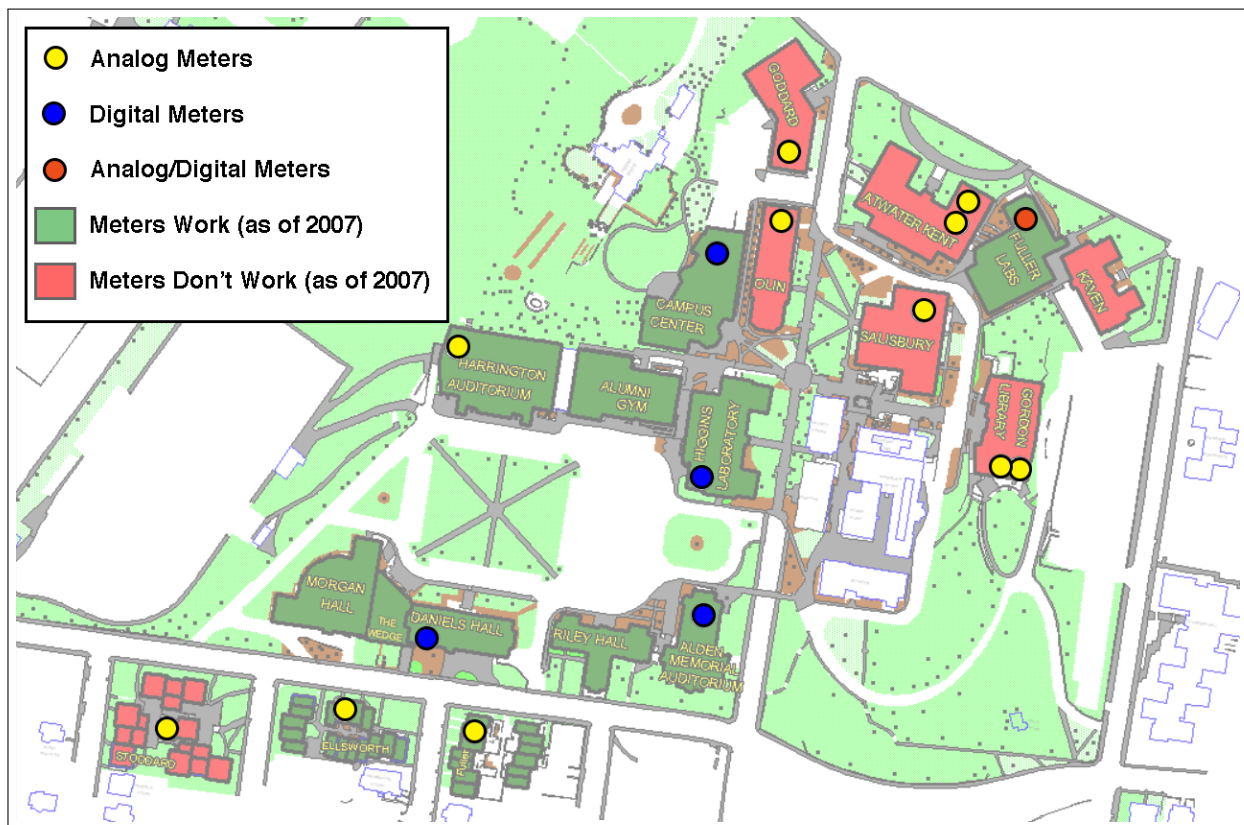 Analog Meters
Digital Meters
Analog/Digital Meters
Meters Work (as of 2007)
Meters Don't Work (as of 2007)
GODDARD
ATWATER KENT
FULLER
LABS
KAVEN
OLIN
CAMPUS
CENTER
SALISBURY
HARRINGTON
AUDITORIUM
ALUMNI
GYM
HIGGINS
LABORATORY
GORDON
LIBRARY
MORGAN
HALL
THE
WEDGE
DANIELS HALL
RILEY HALL
ALDEN
MEMORIAL
AUDITORIUM
STODDARD
ELLSWORTH
Fuller